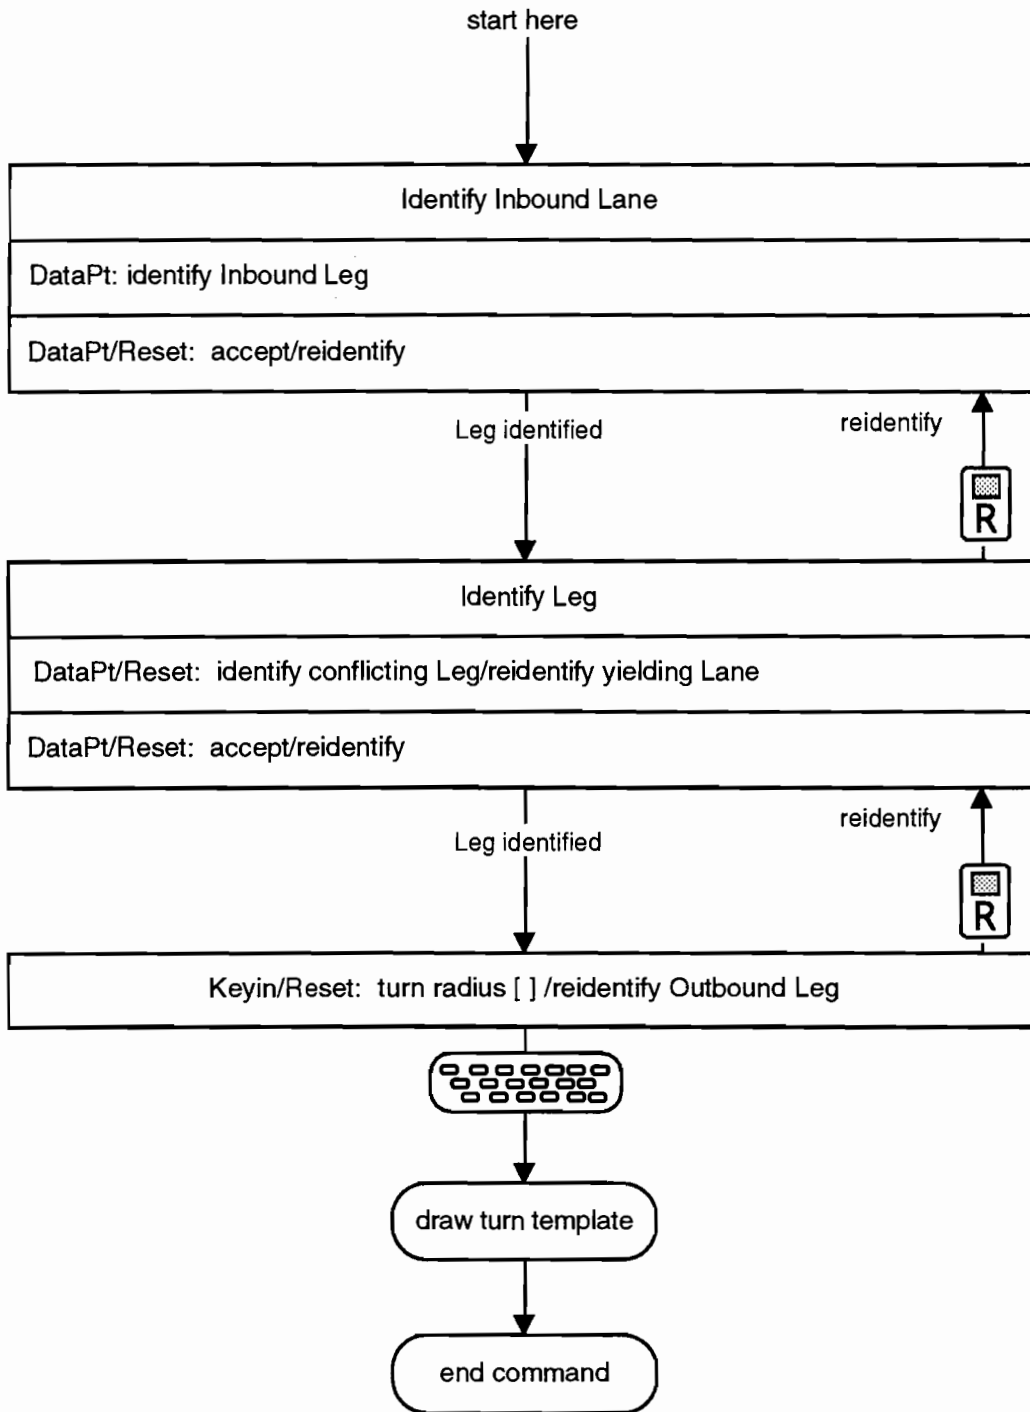 start here
Identify Inbound Lane
DataPt: identify Inbound Leg
DataPt/Reset: accept/reidentify
Leg identified
reidentify
R
Identify Leg
DataPt/Reset: identify conflicting Leg/reidentify yielding Lane
DataPt/Reset: accept/reidentify
Leg identified
reidentify
R
Keyin/Reset: turn radius [ ] /reidentify Outbound Leg
draw turn template
end command